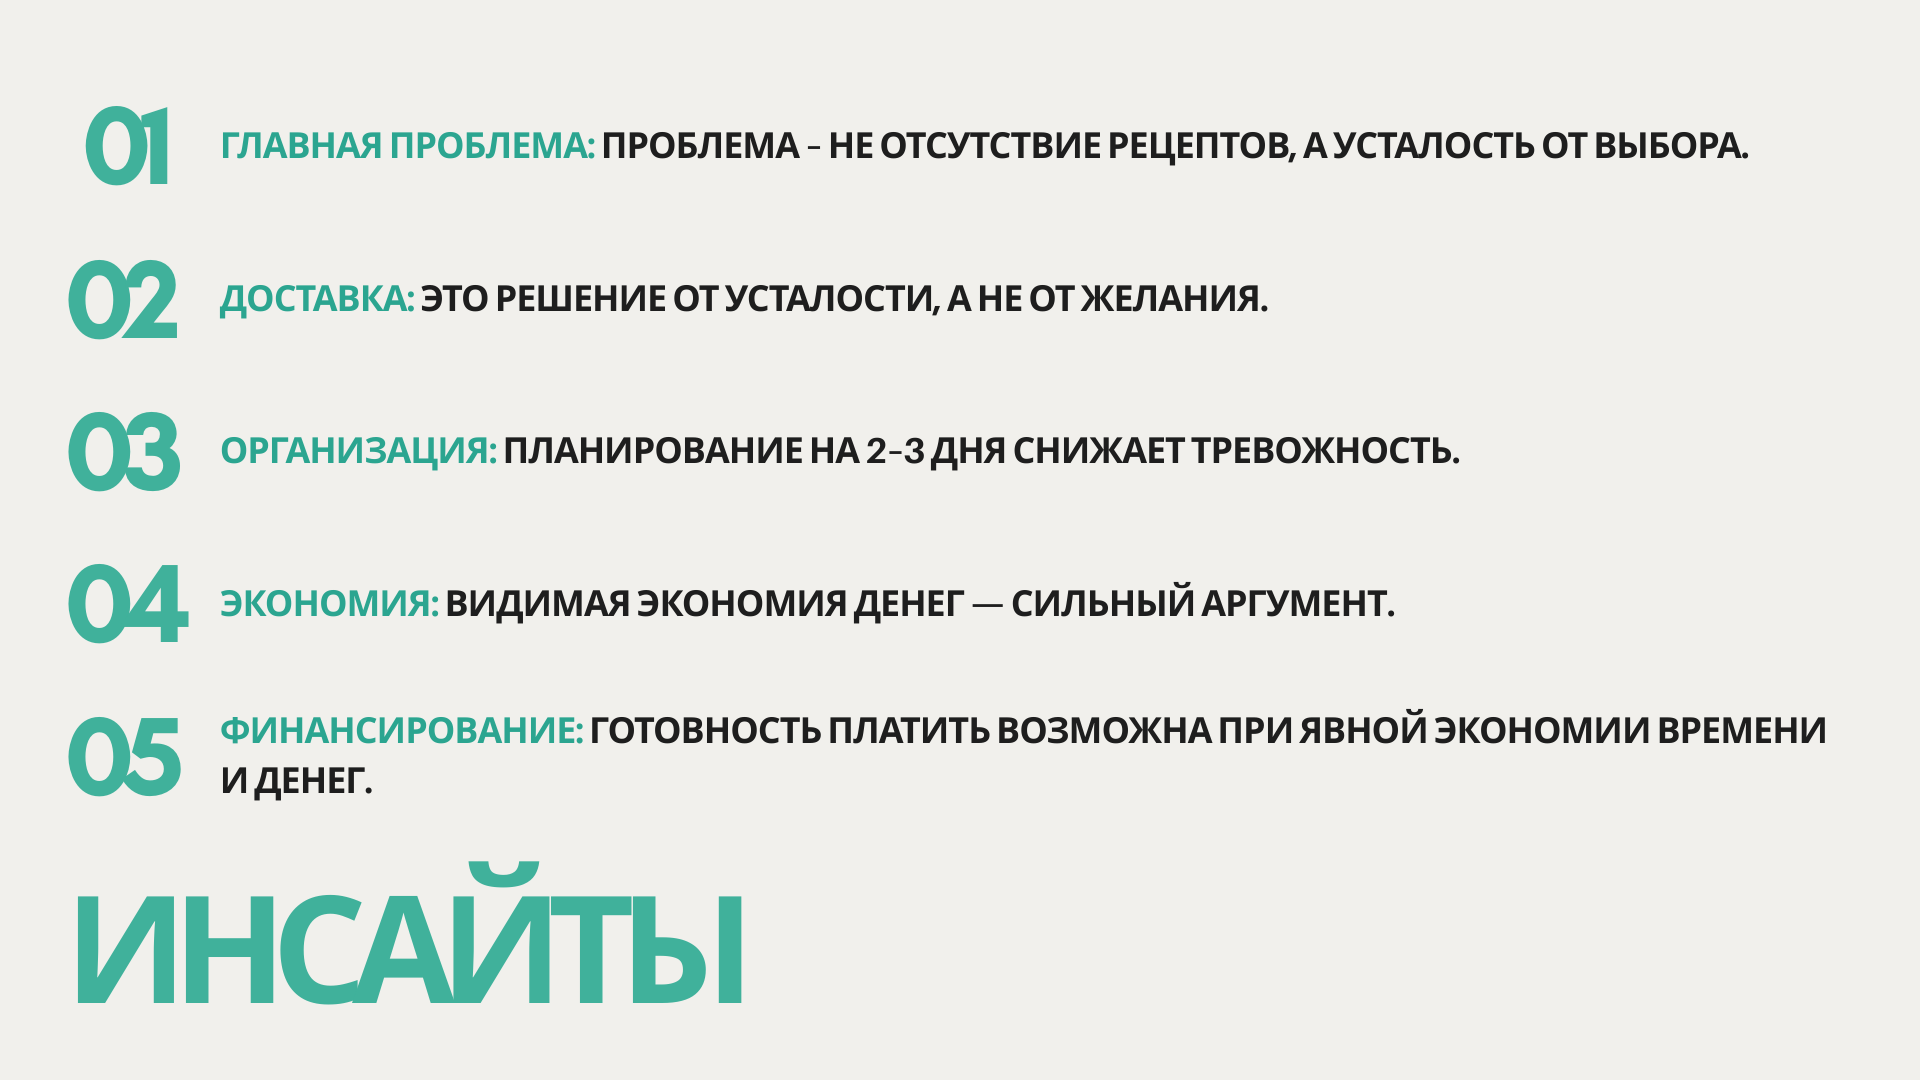 01 ГЛАВНАЯ ПРОБЛЕМА: ПРОБЛЕМА – НЕ ОТСУТСТВИЕ РЕЦЕПТОВ, А УСТАЛОСТЬ ОТ ВЫБОРА.
02 ДОСТАВКА: ЭТО РЕШЕНИЕ ОТ УСТАЛОСТИ, А НЕ ОТ ЖЕЛАНИЯ.
03 ОРГАНИЗАЦИЯ: ПЛАНИРОВАНИЕ НА 2–3 ДНЯ СНИЖАЕТ ТРЕВОЖНОСТЬ.
04 ЭКОНОМИЯ: ВИДИМАЯ ЭКОНОМИЯ ДЕНЕГ — СИЛЬНЫЙ АРГУМЕНТ.
05 ФИНАНСИРОВАНИЕ: ГОТОВНОСТЬ ПЛАТИТЬ ВОЗМОЖНА ПРИ ЯВНОЙ ЭКОНОМИИ ВРЕМЕНИ
И ДЕНЕГ.
ИНСАЙТЫ